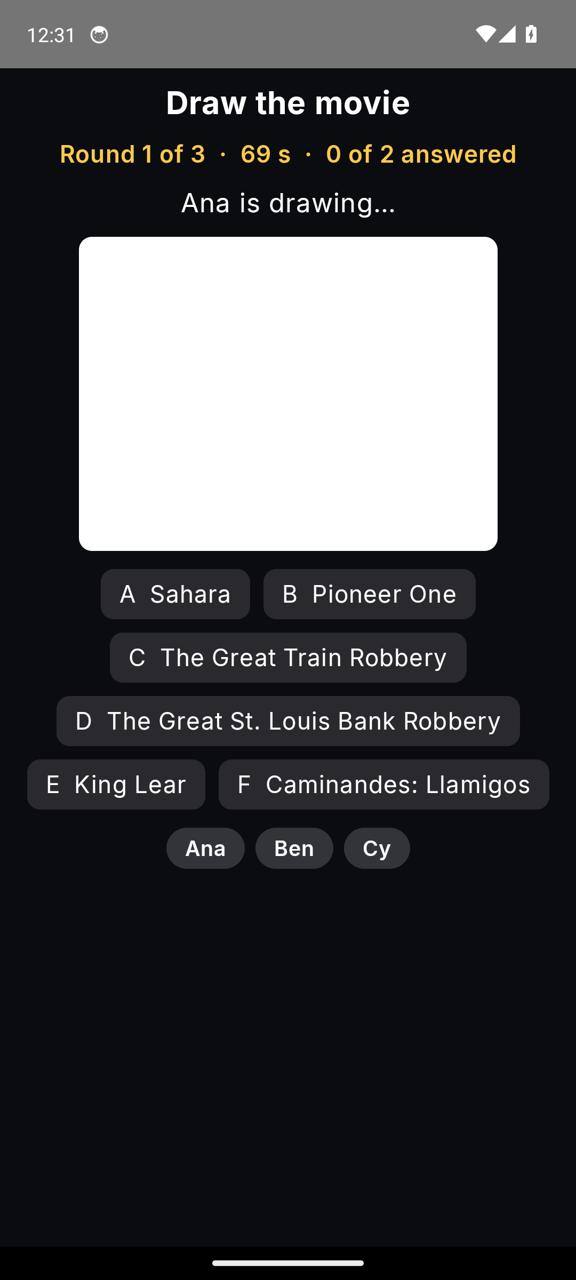 12:31
Draw the movie
Round 1 of 3 · 69 s · 0 of 2 answered
Ana is drawing...
A Sahara B Pioneer One
C The Great Train Robbery
D The Great St. Louis Bank Robbery
E King Lear F Caminandes: Llamigos
Ana Ben Cy